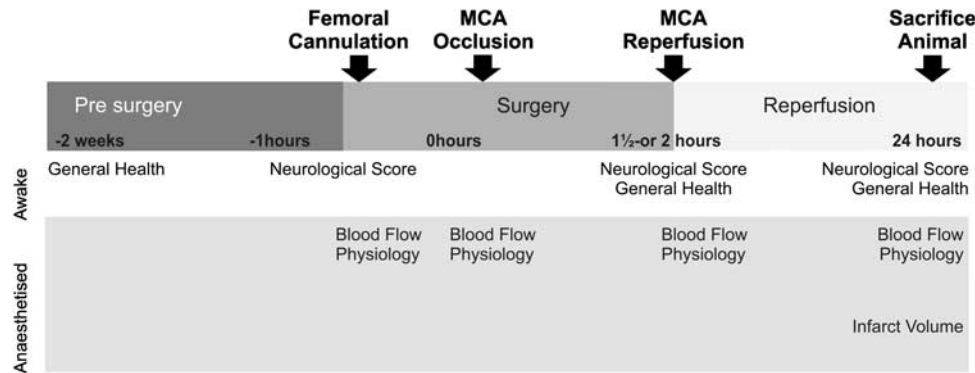 Femoral
Cannulation
MCA
Occlusion
MCA
Reperfusion
Sacrifice
Animal
Pre surgery
Surgery
Reperfusion
-2 weeks
-1hours
0hours
1½-or 2 hours
24 hours
Awake
General Health
Neurological Score
Neurological Score
General Health
Neurological Score
General Health
Anaesthetised
Blood Flow
Physiology
Blood Flow
Physiology
Blood Flow
Physiology
Blood Flow
Physiology
Infarct Volume